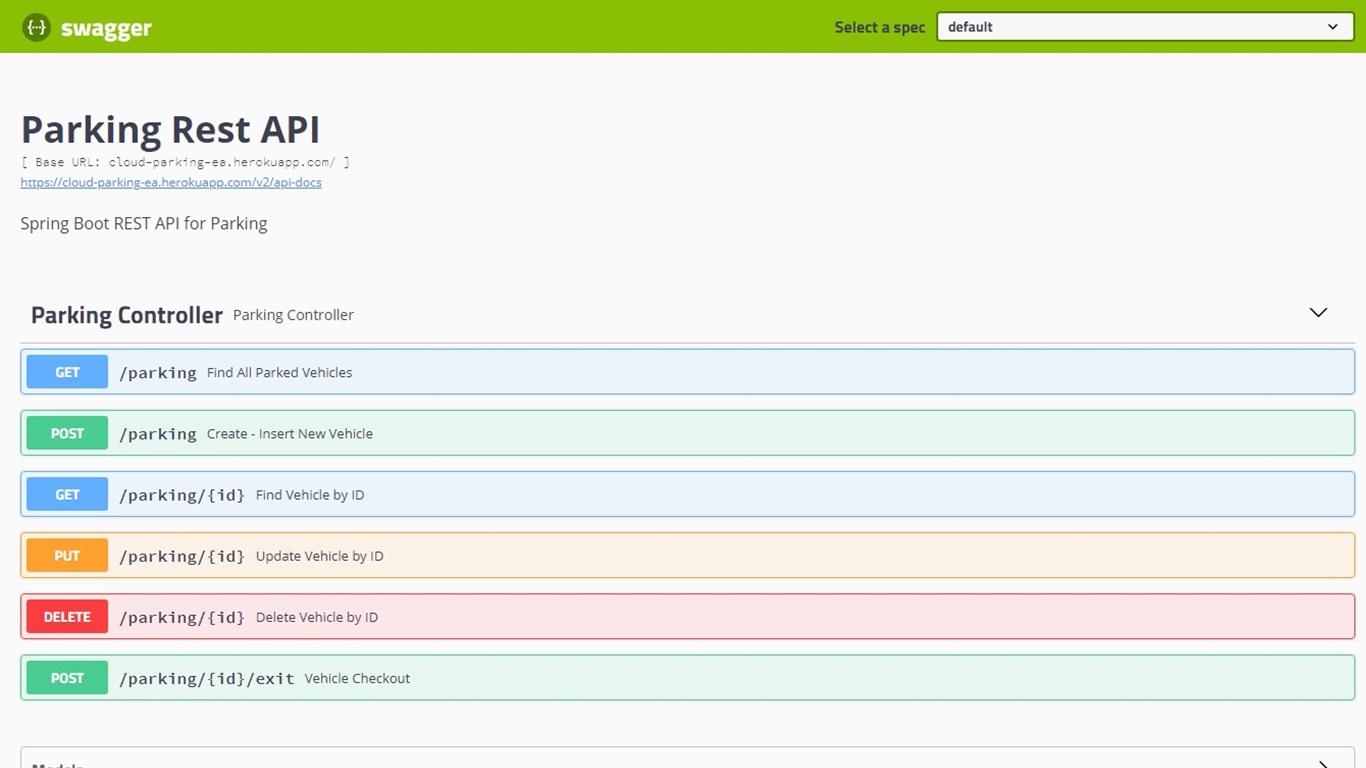 {··} swagger
Select a spec default
Parking Rest API
[ Base URL: cloud-parking-ea.herokuapp.com/ ]
https://cloud-parking-ea.herokuapp.com/v2/api-docs
Spring Boot REST API for Parking
Parking Controller Parking Controller
GET /parking Find All Parked Vehicles
POST /parking Create - Insert New Vehicle
GET /parking/{id} Find Vehicle by ID
PUT /parking/{id} Update Vehicle by ID
DELETE /parking/{id} Delete Vehicle by ID
POST /parking/{id}/exit Vehicle Checkout
Models